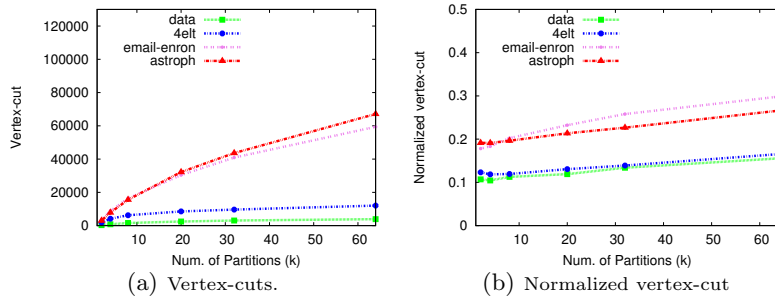 data
4elt
email-enron
astroph
120000
100000
80000
60000
40000
20000
0
Vertex-cut
10 20 30 40 50 60
Num. of Partitions (k)
(a) Vertex-cuts.
data
4elt
email-enron
astroph
0.5
0.4
0.3
0.2
0.1
0
Normalized vertex-cut
10 20 30 40 50 60
Num. of Partitions (k)
(b) Normalized vertex-cut